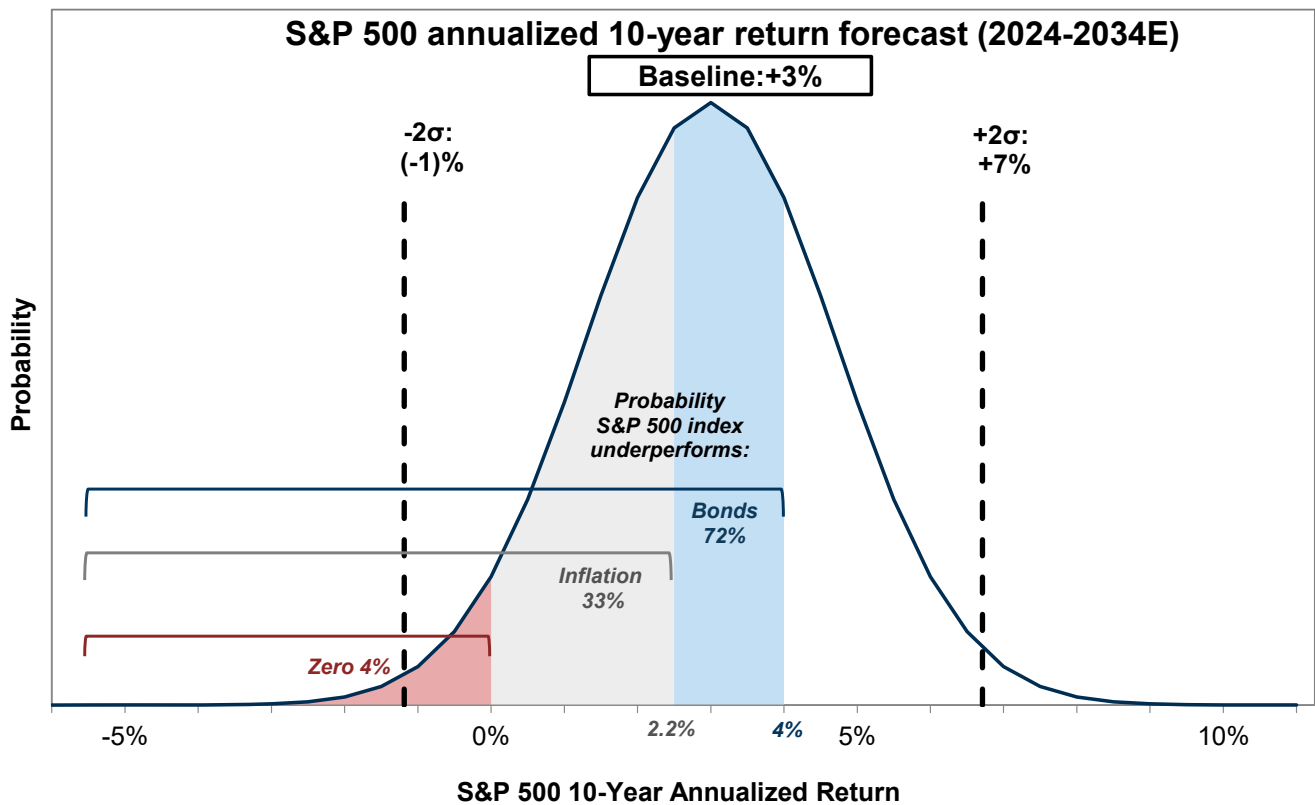 S&P 500 annualized 10-year return forecast (2024-2034E)
Baseline:+3%
-2σ:
(-1)%
+2σ:
+7%
Probability
Probability
S&P 500 index
underperforms:
Bonds
72%
Inflation
33%
Zero 4%
-5%
0%
2.2%
4%
5%
10%
S&P 500 10-Year Annualized Return